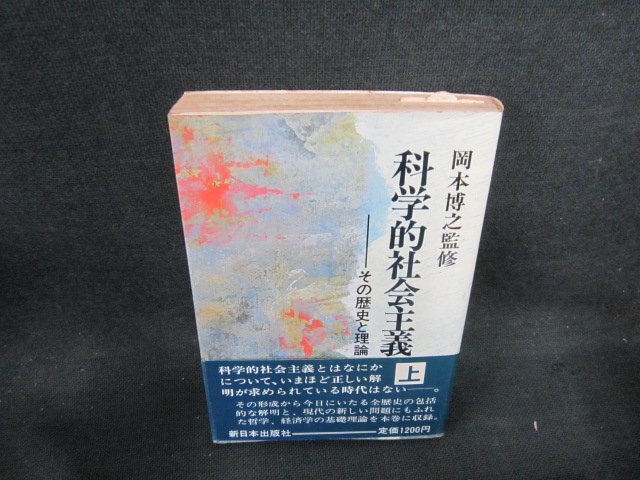 岡本博之監修
科学的社会主義
――その歴史と理論
上
科学的社会主義とはなにか
について、いまほど正しい解
明が求められている時代はない――。
その形成から今日にいたる全歴史の包括
的な解明と、現代の新しい問題にもふれ
た哲学、経済学の基礎理論を本巻に収録。
新日本出版社――定価1200円